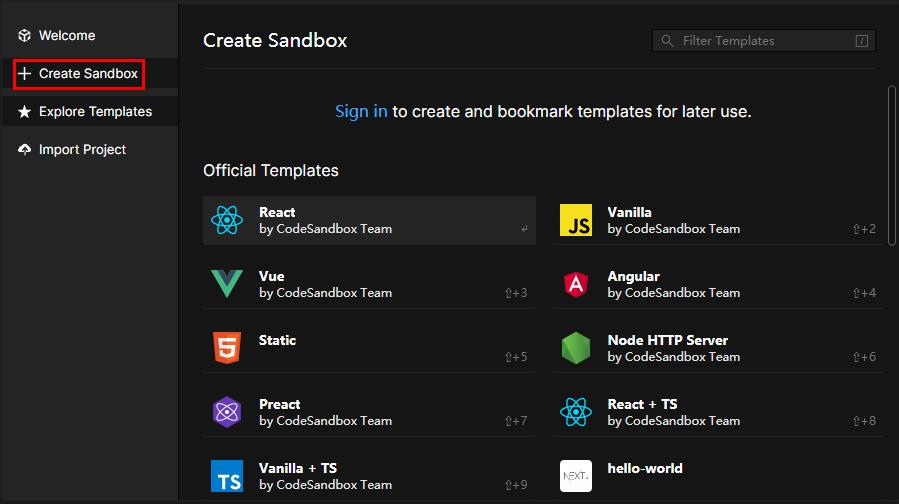 Welcome
Create Sandbox
Explore Templates
Import Project
Create Sandbox
Filter Templates
/
Sign in to create and bookmark templates for later use.
Official Templates
React
by CodeSandbox Team
↵
Vanilla
by CodeSandbox Team
⇧+2
JS
Vue
by CodeSandbox Team
⇧+3
Angular
by CodeSandbox Team
⇧+4
A
Static
⇧+5
5
Node HTTP Server
by CodeSandbox Team
⇧+6
Preact
by CodeSandbox Team
⇧+7
React + TS
by CodeSandbox Team
⇧+8
Vanilla + TS
by CodeSandbox Team
⇧+9
TS
hello-world
NEXT.